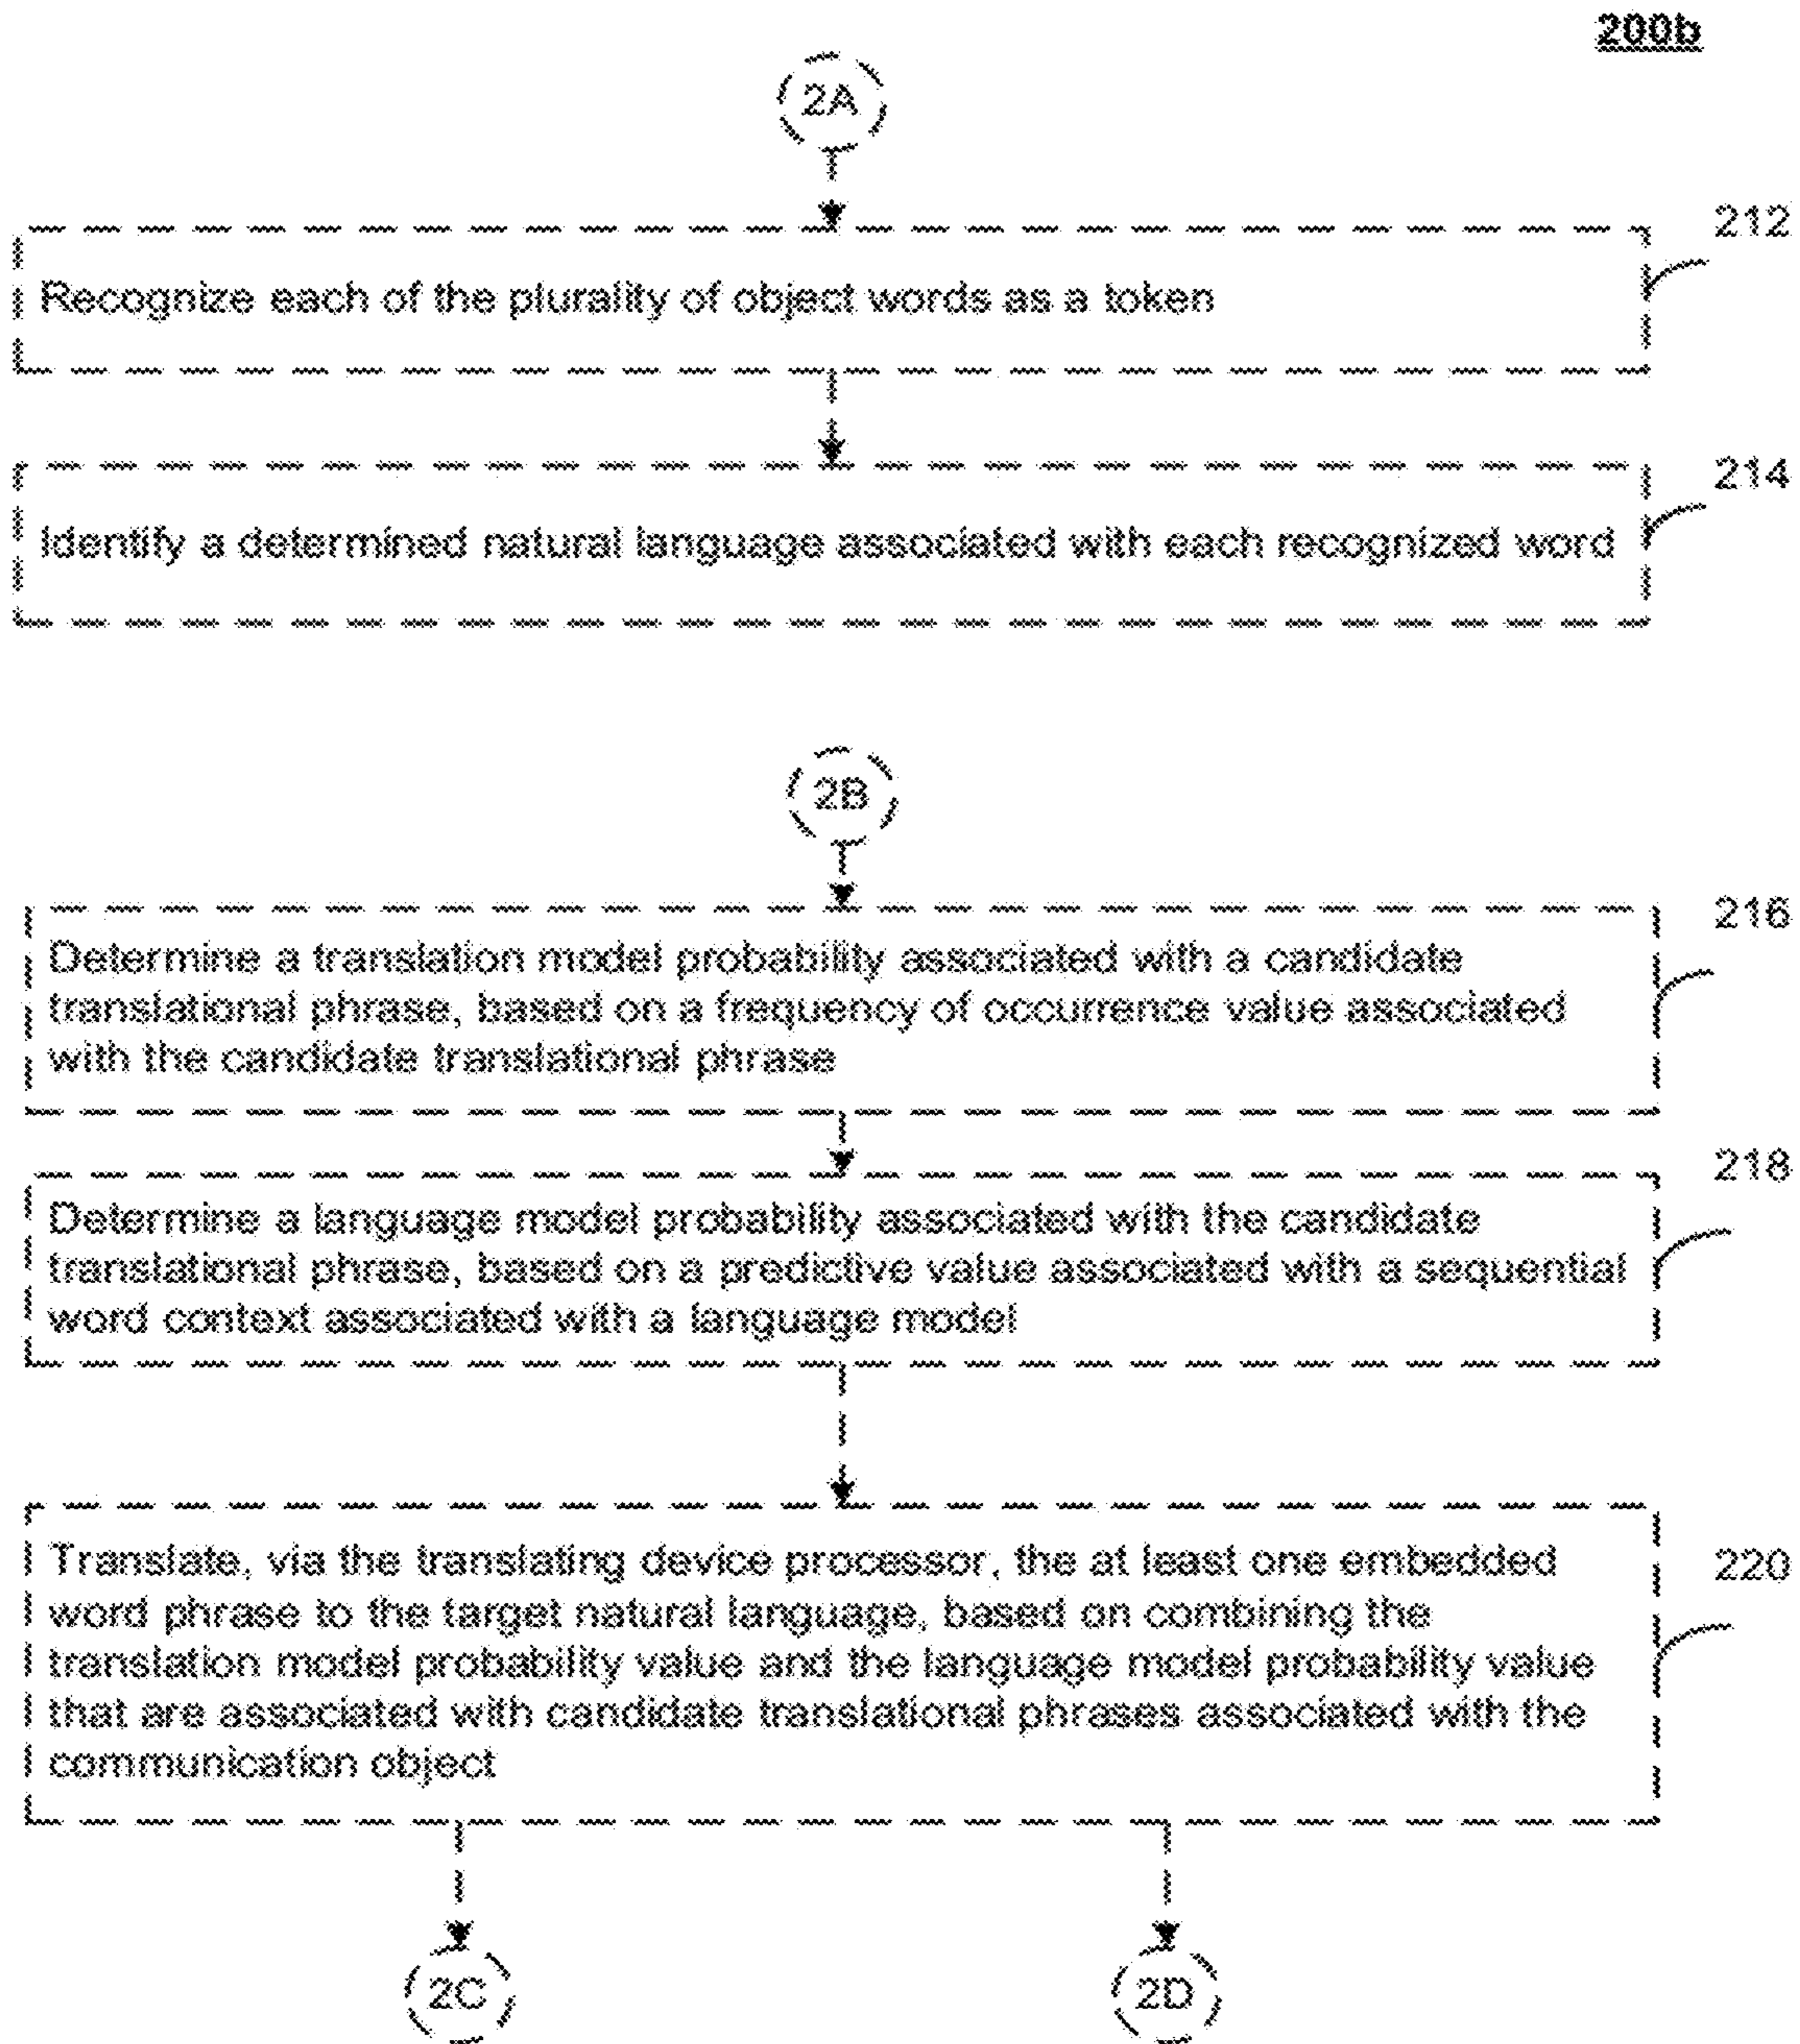 200b
2A
212
Recognize each of the plurality of object words as a token
214
Identify a determined natural language associated with each recognized word
2B
216
Determine a translation model probability associated with a candidate
translational phrase, based on a frequency of occurrence value associated
with the candidate translational phrase
218
Determine a language model probability associated with the candidate
translational phrase, based on a predictive value associated with a sequential
word context associated with a language model
220
Translate, via the translating device processor, the at least one embedded
word phrase to the target natural language, based on combining the
translation model probability value and the language model probability value
that are associated with candidate translational phrases associated with the
communication object
2C
2D